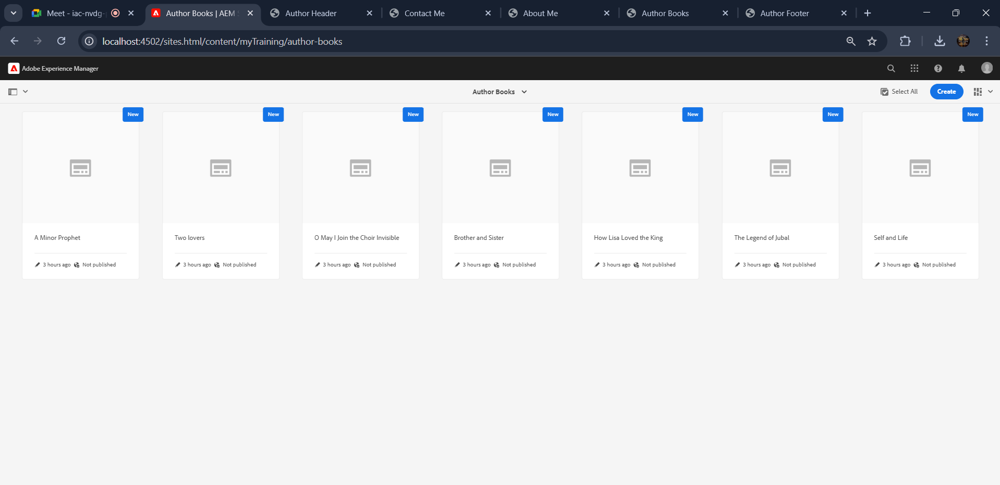 Meet - iac-nvdg-
Author Books | AEM
Author Header
Contact Me
About Me
Author Books
Author Footer
localhost:4502/sites.html/content/myTraining/author-books
Adobe Experience Manager
Author Books
Select All
Create
New
New
New
New
New
New
New
A Minor Prophet
Two lovers
O May I Join the Choir Invisible
Brother and Sister
How Lisa Loved the King
The Legend of Jubal
Self and Life
3 hours ago Not published
3 hours ago Not published
3 hours ago Not published
3 hours ago Not published
3 hours ago Not published
3 hours ago Not published
3 hours ago Not published